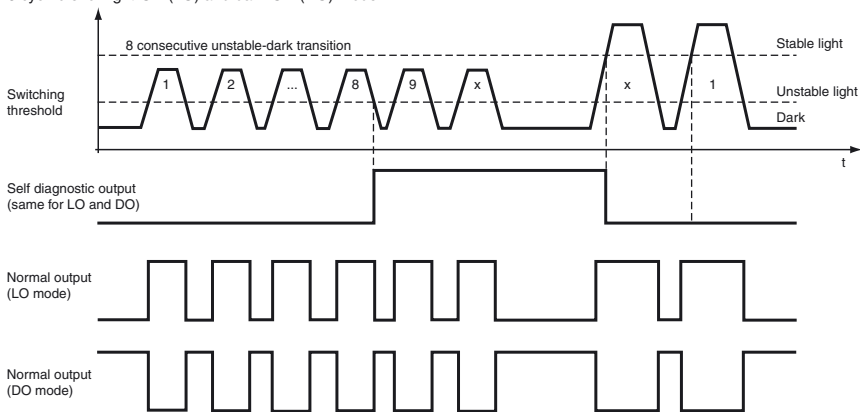 8 consecutive unstable-dark transition
Stable light
Switching
threshold
1 2 ... 8 9 x x 1
Unstable light
Dark
t
Self diagnostic output
(same for LO and DO)
Normal output
(LO mode)
Normal output
(DO mode)